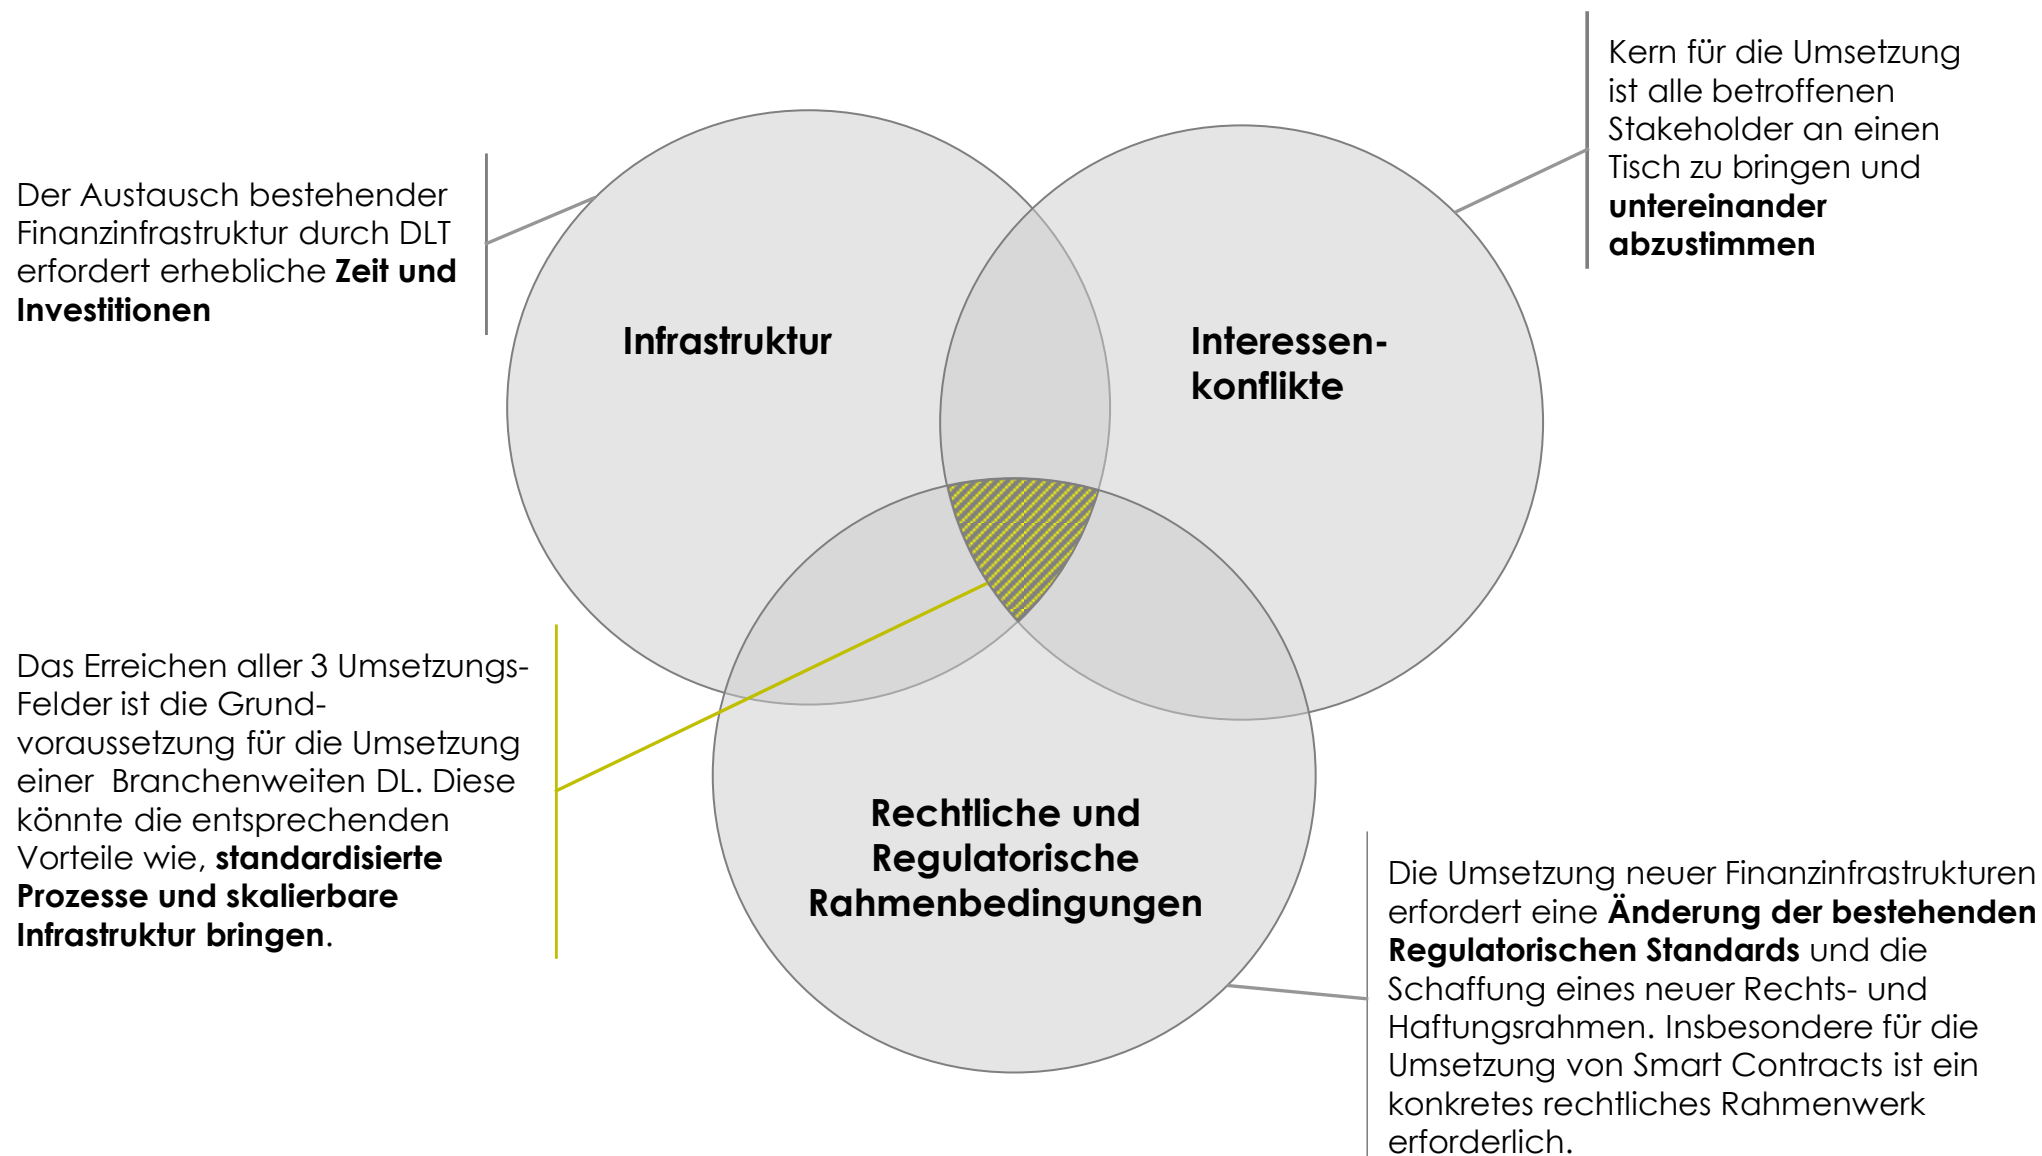 Der Austausch bestehender
Finanzinfrastruktur durch DLT
erfordert erhebliche Zeit und
Investitionen
Infrastruktur
Interessen-
konflikte
Kern für die Umsetzung
ist alle betroffenen
Stakeholder an einen
Tisch zu bringen und
untereinander
abzustimmen
Das Erreichen aller 3 Umsetzungs-
Felder ist die Grund-
voraussetzung für die Umsetzung
einer  Branchenweiten DL. Diese
könnte die entsprechenden
Vorteile wie, standardisierte
Prozesse und skalierbare
Infrastruktur bringen.
Rechtliche und
Regulatorische
Rahmenbedingungen
Die Umsetzung neuer Finanzinfrastrukturen
erfordert eine Änderung der bestehenden
Regulatorischen Standards und die
Schaffung eines neuer Rechts- und
Haftungsrahmen. Insbesondere für die
Umsetzung von Smart Contracts ist ein
konkretes rechtliches Rahmenwerk
erforderlich.